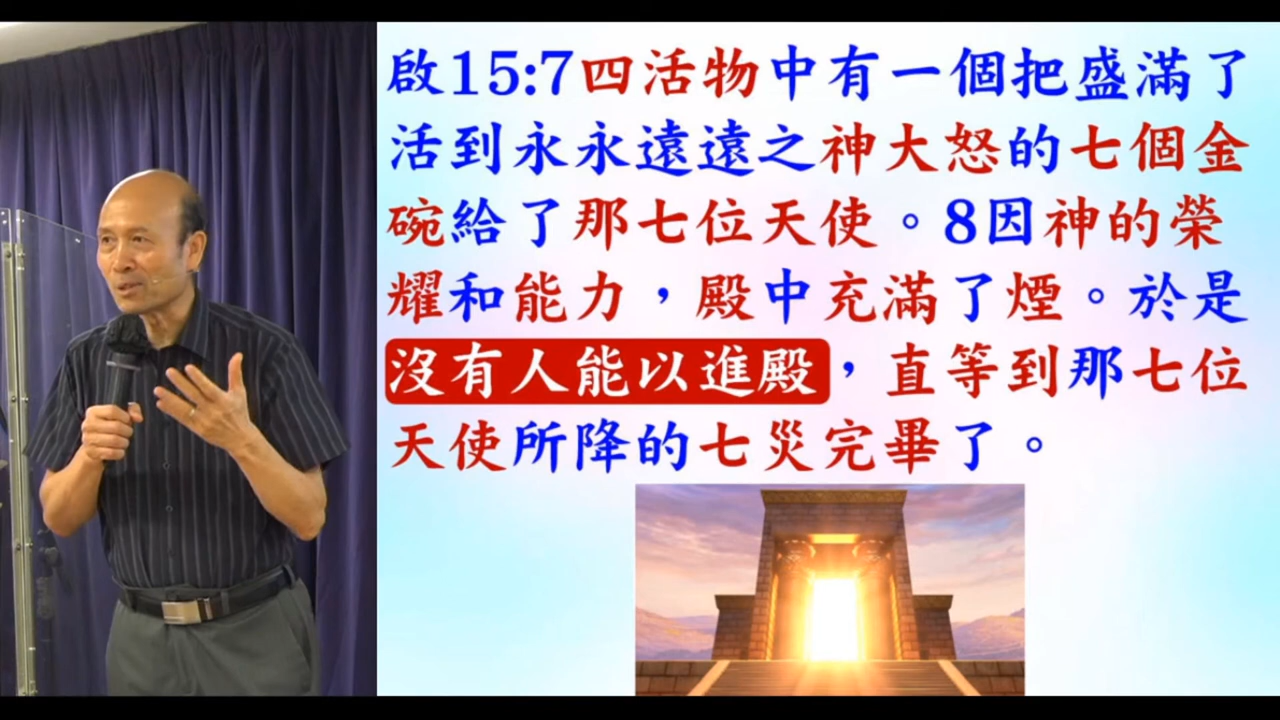 啟15:7四活物中有一個把盛滿了
活到永永遠遠之神大怒的七個金
碗給了那七位天使。8因神的榮
耀和能力，殿中充滿了煙。於是
沒有人能以進殿，直等到那七位
天使所降的七災完畢了。